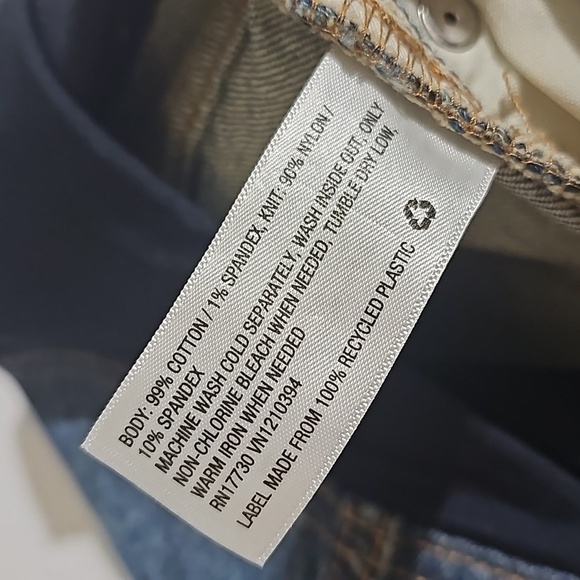 BODY: 99% COTTON / 1% SPANDEX, KNIT: 90% NYLON /
10% SPANDEX
MACHINE WASH COLD SEPARATELY, WASH INSIDE OUT, ONLY
NON-CHLORINE BLEACH WHEN NEEDED, TUMBLE DRY LOW,
WARM IRON WHEN NEEDED
RN17730 VN1210394
LABEL MADE FROM 100% RECYCLED PLASTIC